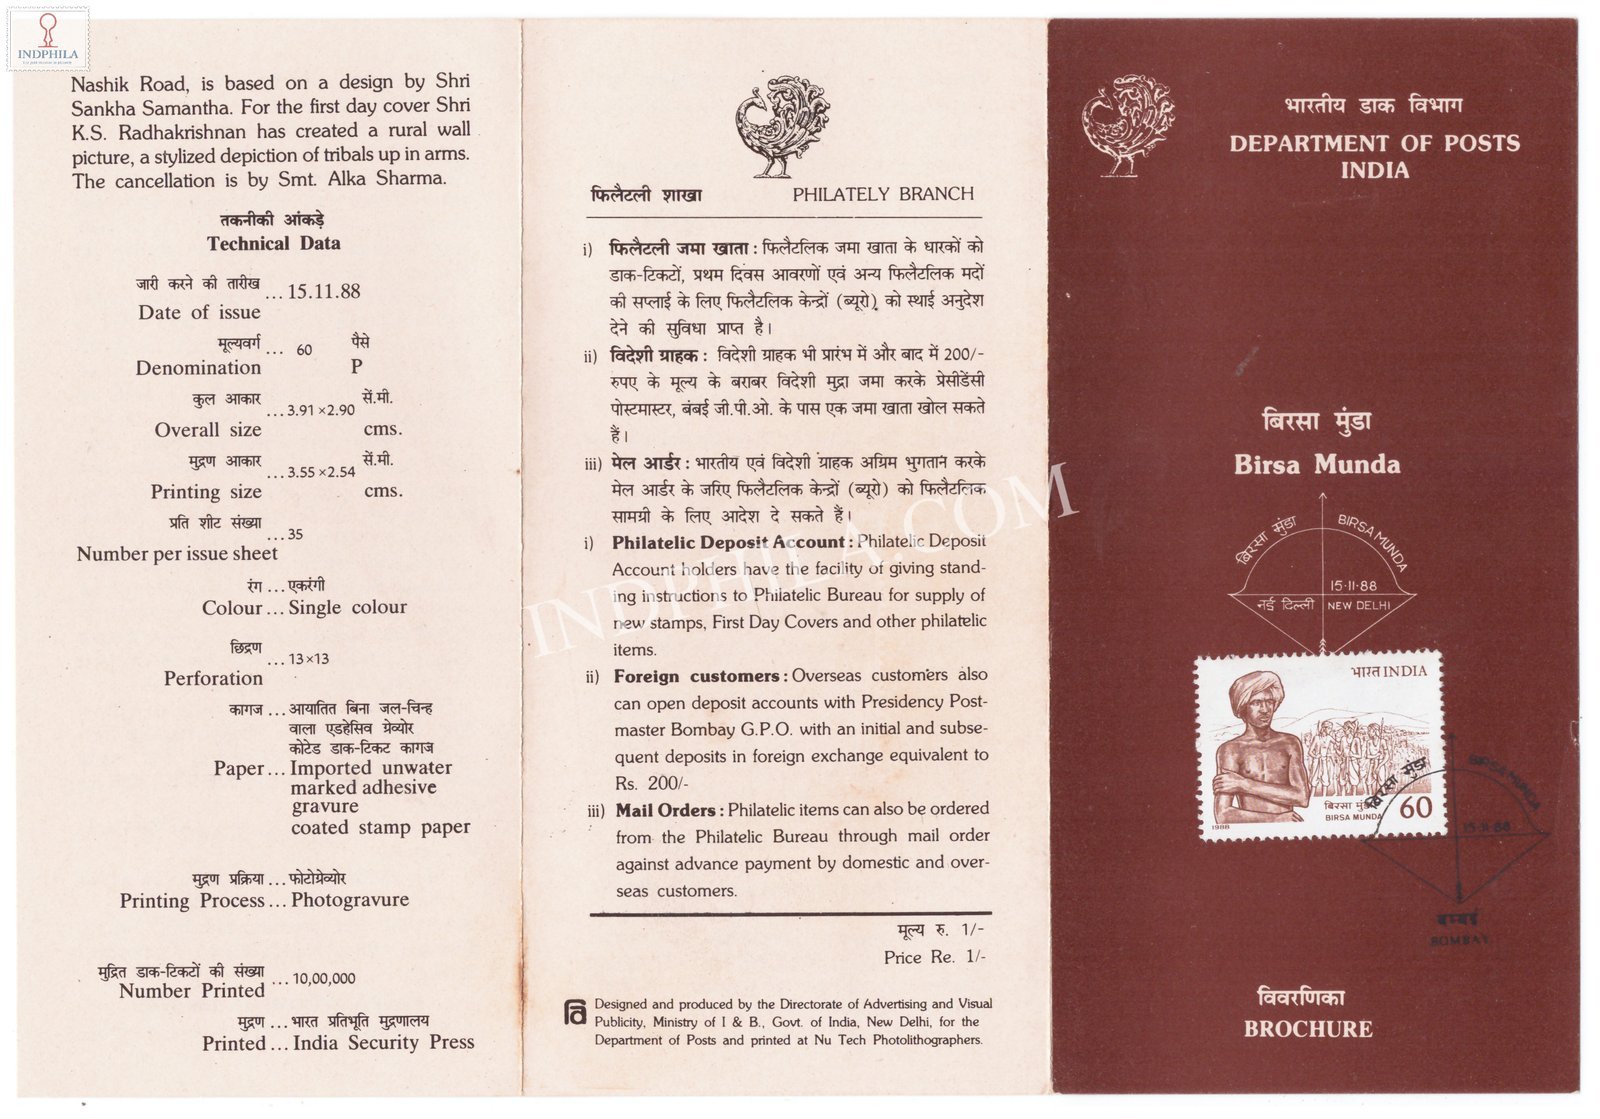 INDPHILA
Nashik Road, is based on a design by Shri
Sankha Samantha. For the first day cover Shri
K.S. Radhakrishnan has created a rural wall
picture, a stylized depiction of tribals up in arms.
The cancellation is by Smt. Alka Sharma.
तकनीकी आंकड़े
Technical Data
जारी करने की तारीख ... 15.11.88
Date of issue
मूल्यवर्ग ... 60 पैसे
Denomination P
कुल आकार ... 3.91×2.90 सें.मी.
Overall size cms.
मुद्रण आकार ... 3.55×2.54 सें.मी.
Printing size cms.
प्रति शीट संख्या ... 35
Number per issue sheet
रंग ... एकरंगी
Colour ... Single colour
छिद्रण ... 13×13
Perforation
कागज ... आयातित बिना जल-चिन्ह
वाला एडहेसिव ग्रेव्योर
कोटेड डाक-टिकट कागज
Paper ... Imported unwater
marked adhesive
gravure
coated stamp paper
मुद्रण प्रक्रिया ... फोटोग्रेव्योर
Printing Process ... Photogravure
मुद्रित डाक-टिकटों की संख्या ... 10,00,000
Number Printed
मुद्रण ... भारत प्रतिभूति मुद्रणालय
Printed ... India Security Press
फिलैटली शाखा PHILATELY BRANCH
i) फिलैटली जमा खाता : फिलैटलिक जमा खाता के धारकों को
डाक-टिकटों, प्रथम दिवस आवरणों एवं अन्य फिलैटलिक मदों
की सप्लाई के लिए फिलैटलिक केन्द्रों (ब्यूरो) को स्थाई अनुदेश
देने की सुविधा प्राप्त है।
ii) विदेशी ग्राहक : विदेशी ग्राहक भी प्रारंभ में और बाद में 200/-
रुपए के मूल्य के बराबर विदेशी मुद्रा जमा करके प्रेसीडेंसी
पोस्टमास्टर, बंबई जी.पी.ओ. के पास एक जमा खाता खोल सकते
हैं।
iii) मेल आर्डर : भारतीय एवं विदेशी ग्राहक अग्रिम भुगतान करके
मेल आर्डर के जरिए फिलैटलिक केन्द्रों (ब्यूरो) को फिलैटलिक
सामग्री के लिए आदेश दे सकते हैं।
i) Philatelic Deposit Account : Philatelic Deposit
Account holders have the facility of giving stand-
ing instructions to Philatelic Bureau for supply of
new stamps, First Day Covers and other philatelic
items.
ii) Foreign customers : Overseas customers also
can open deposit accounts with Presidency Post-
master Bombay G.P.O. with an initial and subse-
quent deposits in foreign exchange equivalent to
Rs. 200/-
iii) Mail Orders : Philatelic items can also be ordered
from the Philatelic Bureau through mail order
against advance payment by domestic and over-
seas customers.
मूल्य रु. 1/-
Price Re. 1/-
Designed and produced by the Directorate of Advertising and Visual
Publicity, Ministry of I & B., Govt. of India, New Delhi, for the
Department of Posts and printed at Nu Tech Photolithographers.
INDPHILA.COM
भारतीय डाक विभाग
DEPARTMENT OF POSTS
INDIA
बिरसा मुंडा
Birsa Munda
बिरसा मुंडा BIRSA MUNDA
15·11·88
नई दिल्ली NEW DELHI
भारत INDIA
बिरसा मुंडा
BIRSA MUNDA
60
1988
बिरसा मुंडा BIRSA MUNDA
15·11·88
बम्बई
BOMBAY
विवरणिका
BROCHURE